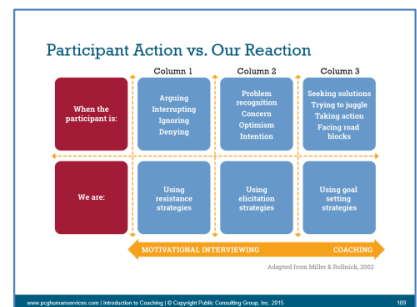 Participant Action vs. Our Reaction
Column 1
Column 2
Column 3
When the
participant is:
Arguing
Interrupting
Ignoring
Denying
Problem
recognition
Concern
Optimism
Intention
Seeking solutions
Trying to juggle
Taking action
Facing road
blocks
We are:
Using
resistance
strategies
Using
elicitation
strategies
Using goal
setting
strategies
MOTIVATIONAL INTERVIEWING
COACHING
Adapted from Miller & Rollnick, 2002
www.pcghumanservices.com | Introduction to Coaching | © Copyright Public Consulting Group, Inc. 2015
189